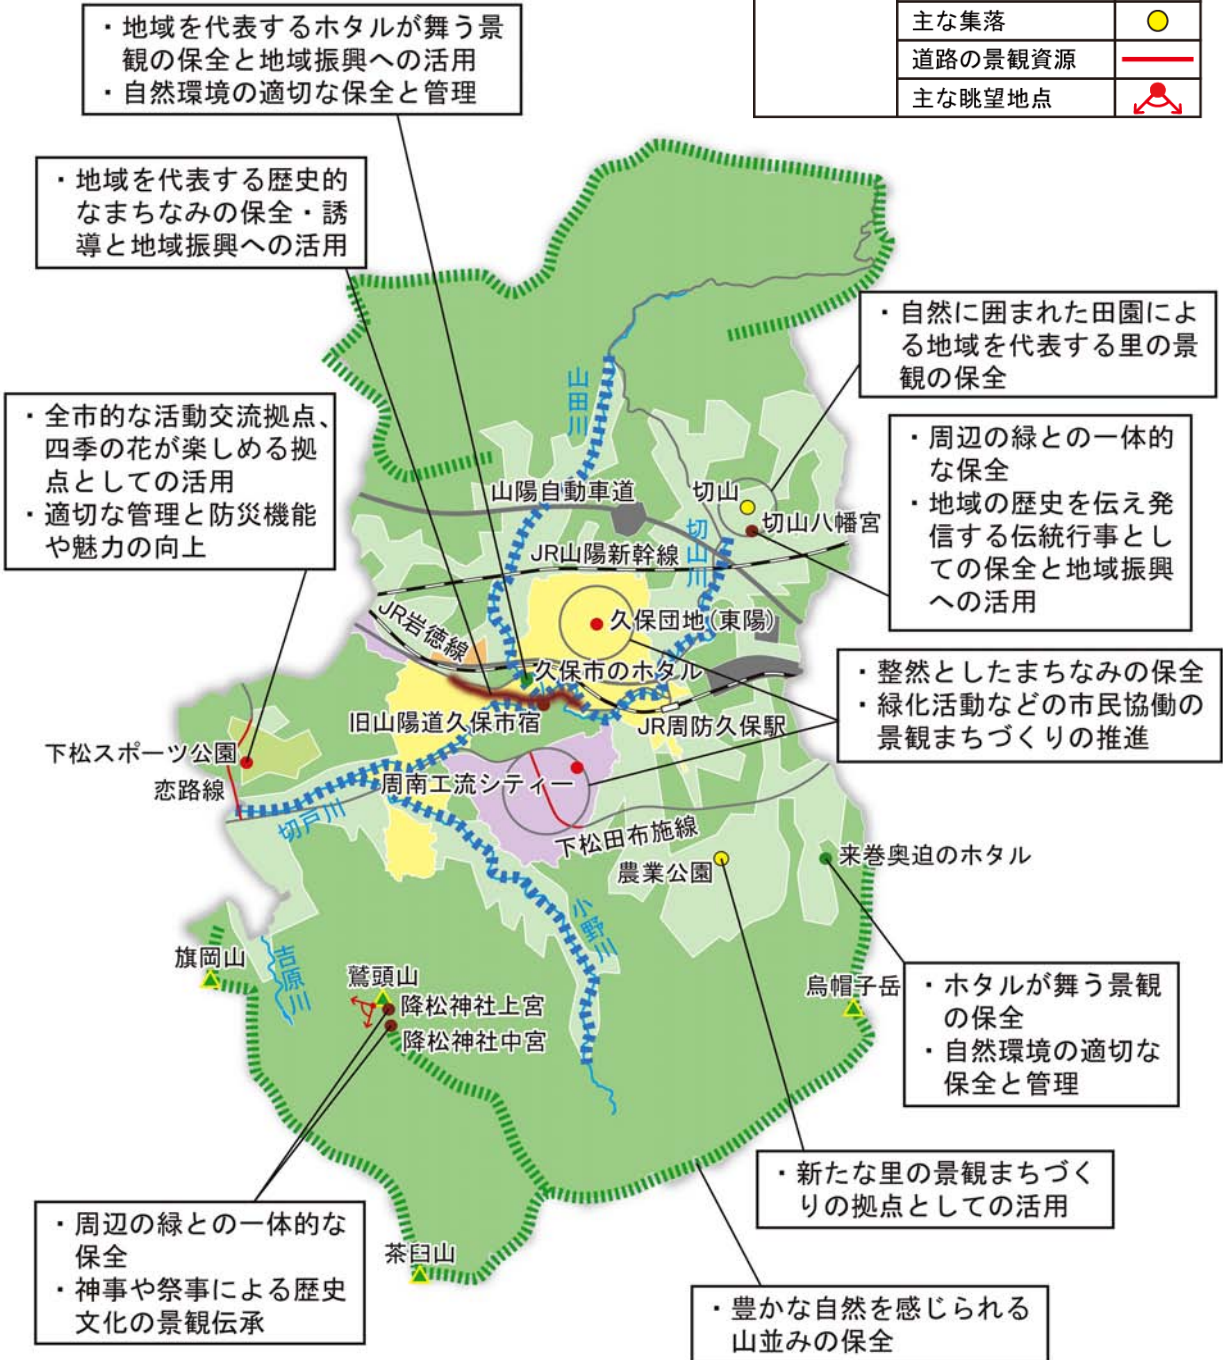 ・地域を代表するホタルが舞う景
観の保全と地域振興への活用
・自然環境の適切な保全と管理
主な集落
道路の景観資源
主な眺望地点
・地域を代表する歴史的
なまちなみの保全・誘
導と地域振興への活用
・自然に囲まれた田園によ
る地域を代表する里の景
観の保全
・全市的な活動交流拠点、
四季の花が楽しめる拠
点としての活用
・適切な管理と防災機能
や魅力の向上
・周辺の緑との一体的
な保全
・地域の歴史を伝え発
信する伝統行事とし
ての保全と地域振興
への活用
山田川
山陽自動車道
切山
切山八幡宮
切山川
JR山陽新幹線
JR岩徳線
久保団地(東陽)
久保市のホタル
・整然としたまちなみの保全
・緑化活動などの市民協働の
景観まちづくりの推進
旧山陽道久保市宿
JR周防久保駅
下松スポーツ公園
恋路線
周南工流シティー
切戸川
下松田布施線
農業公園
来巻奥迫のホタル
小野川
旗岡山
吉原川
鷲頭山
降松神社上宮
降松神社中宮
烏帽子岳
・ホタルが舞う景観
の保全
・自然環境の適切な
保全と管理
・新たな里の景観まちづく
りの拠点としての活用
・周辺の緑との一体的な
保全
・神事や祭事による歴史
文化の景観伝承
茶臼山
・豊かな自然を感じられる
山並みの保全